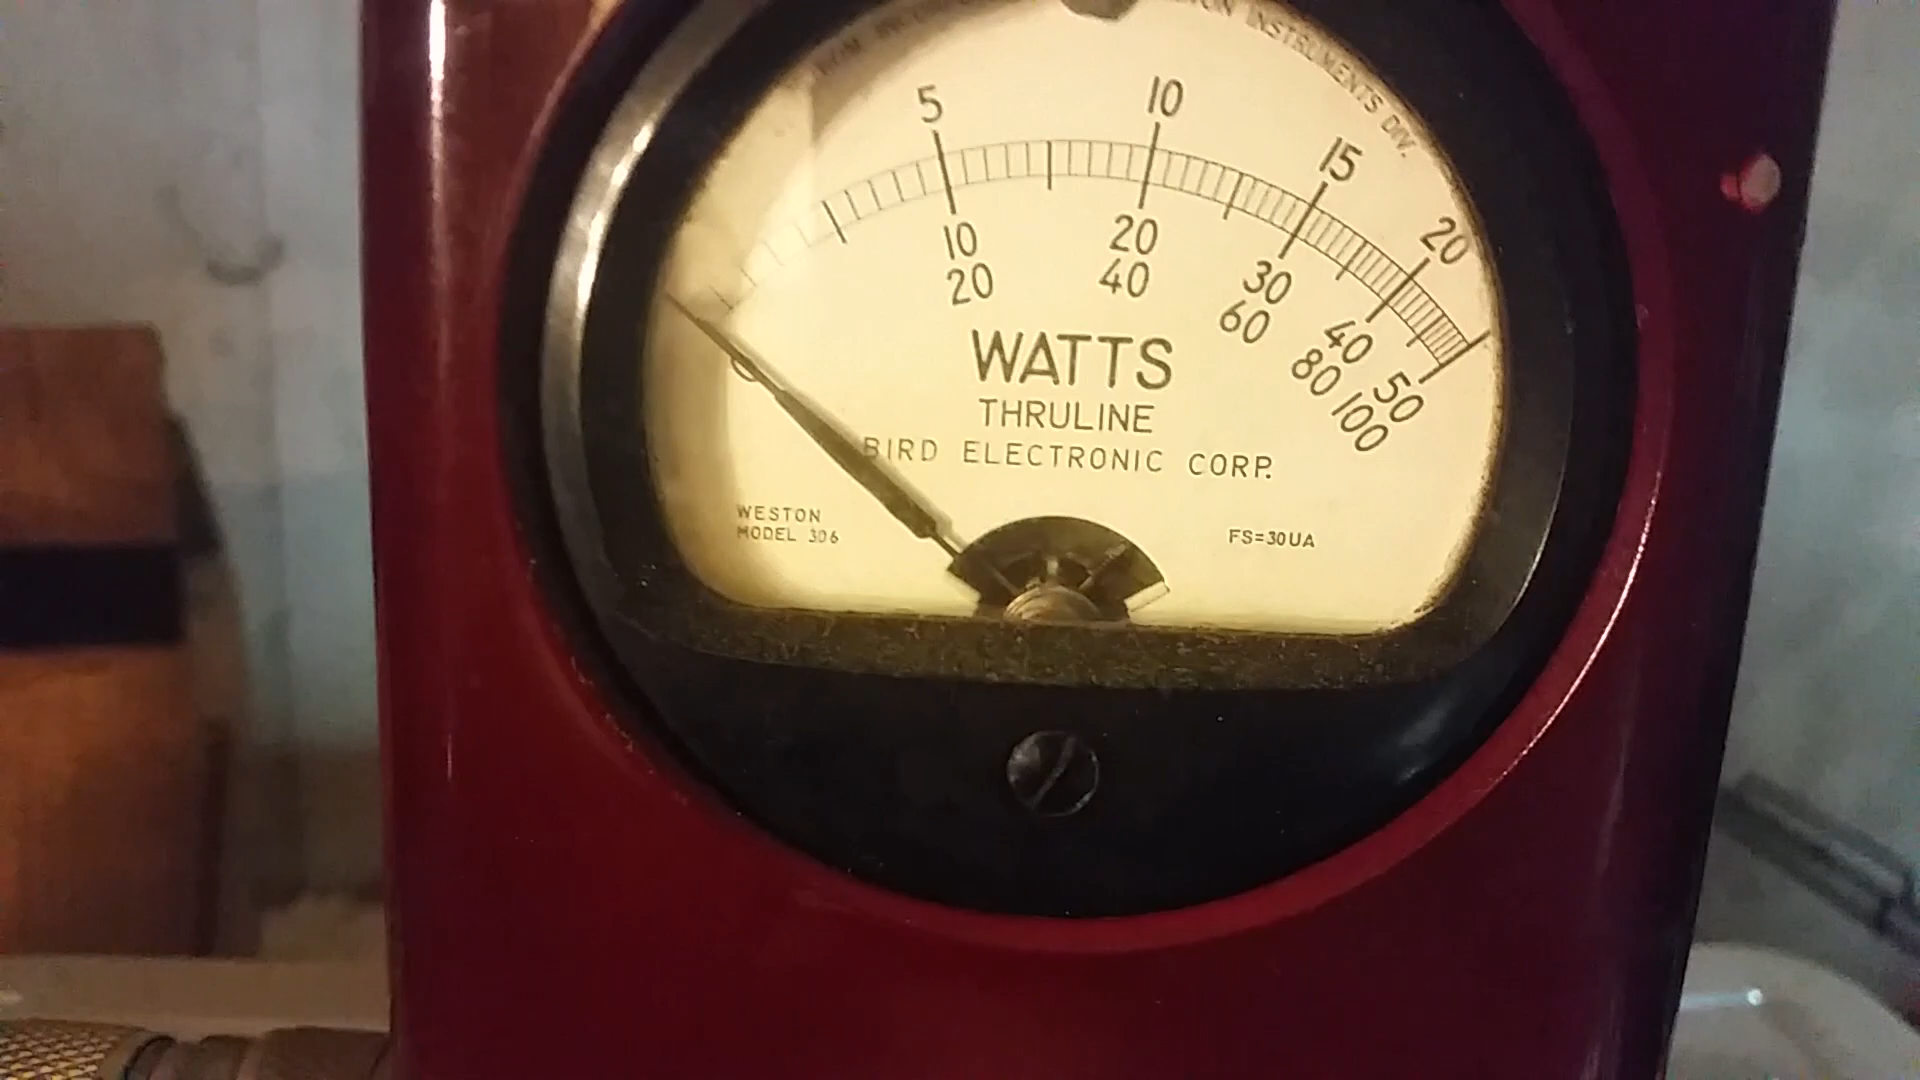 INSTRUMENTS DIV.
5 10 15 20
10 20 30 40 50
20 40 60 80 100
WATTS
THRULINE
BIRD ELECTRONIC CORP.
WESTON
MODEL 306
FS=30UA